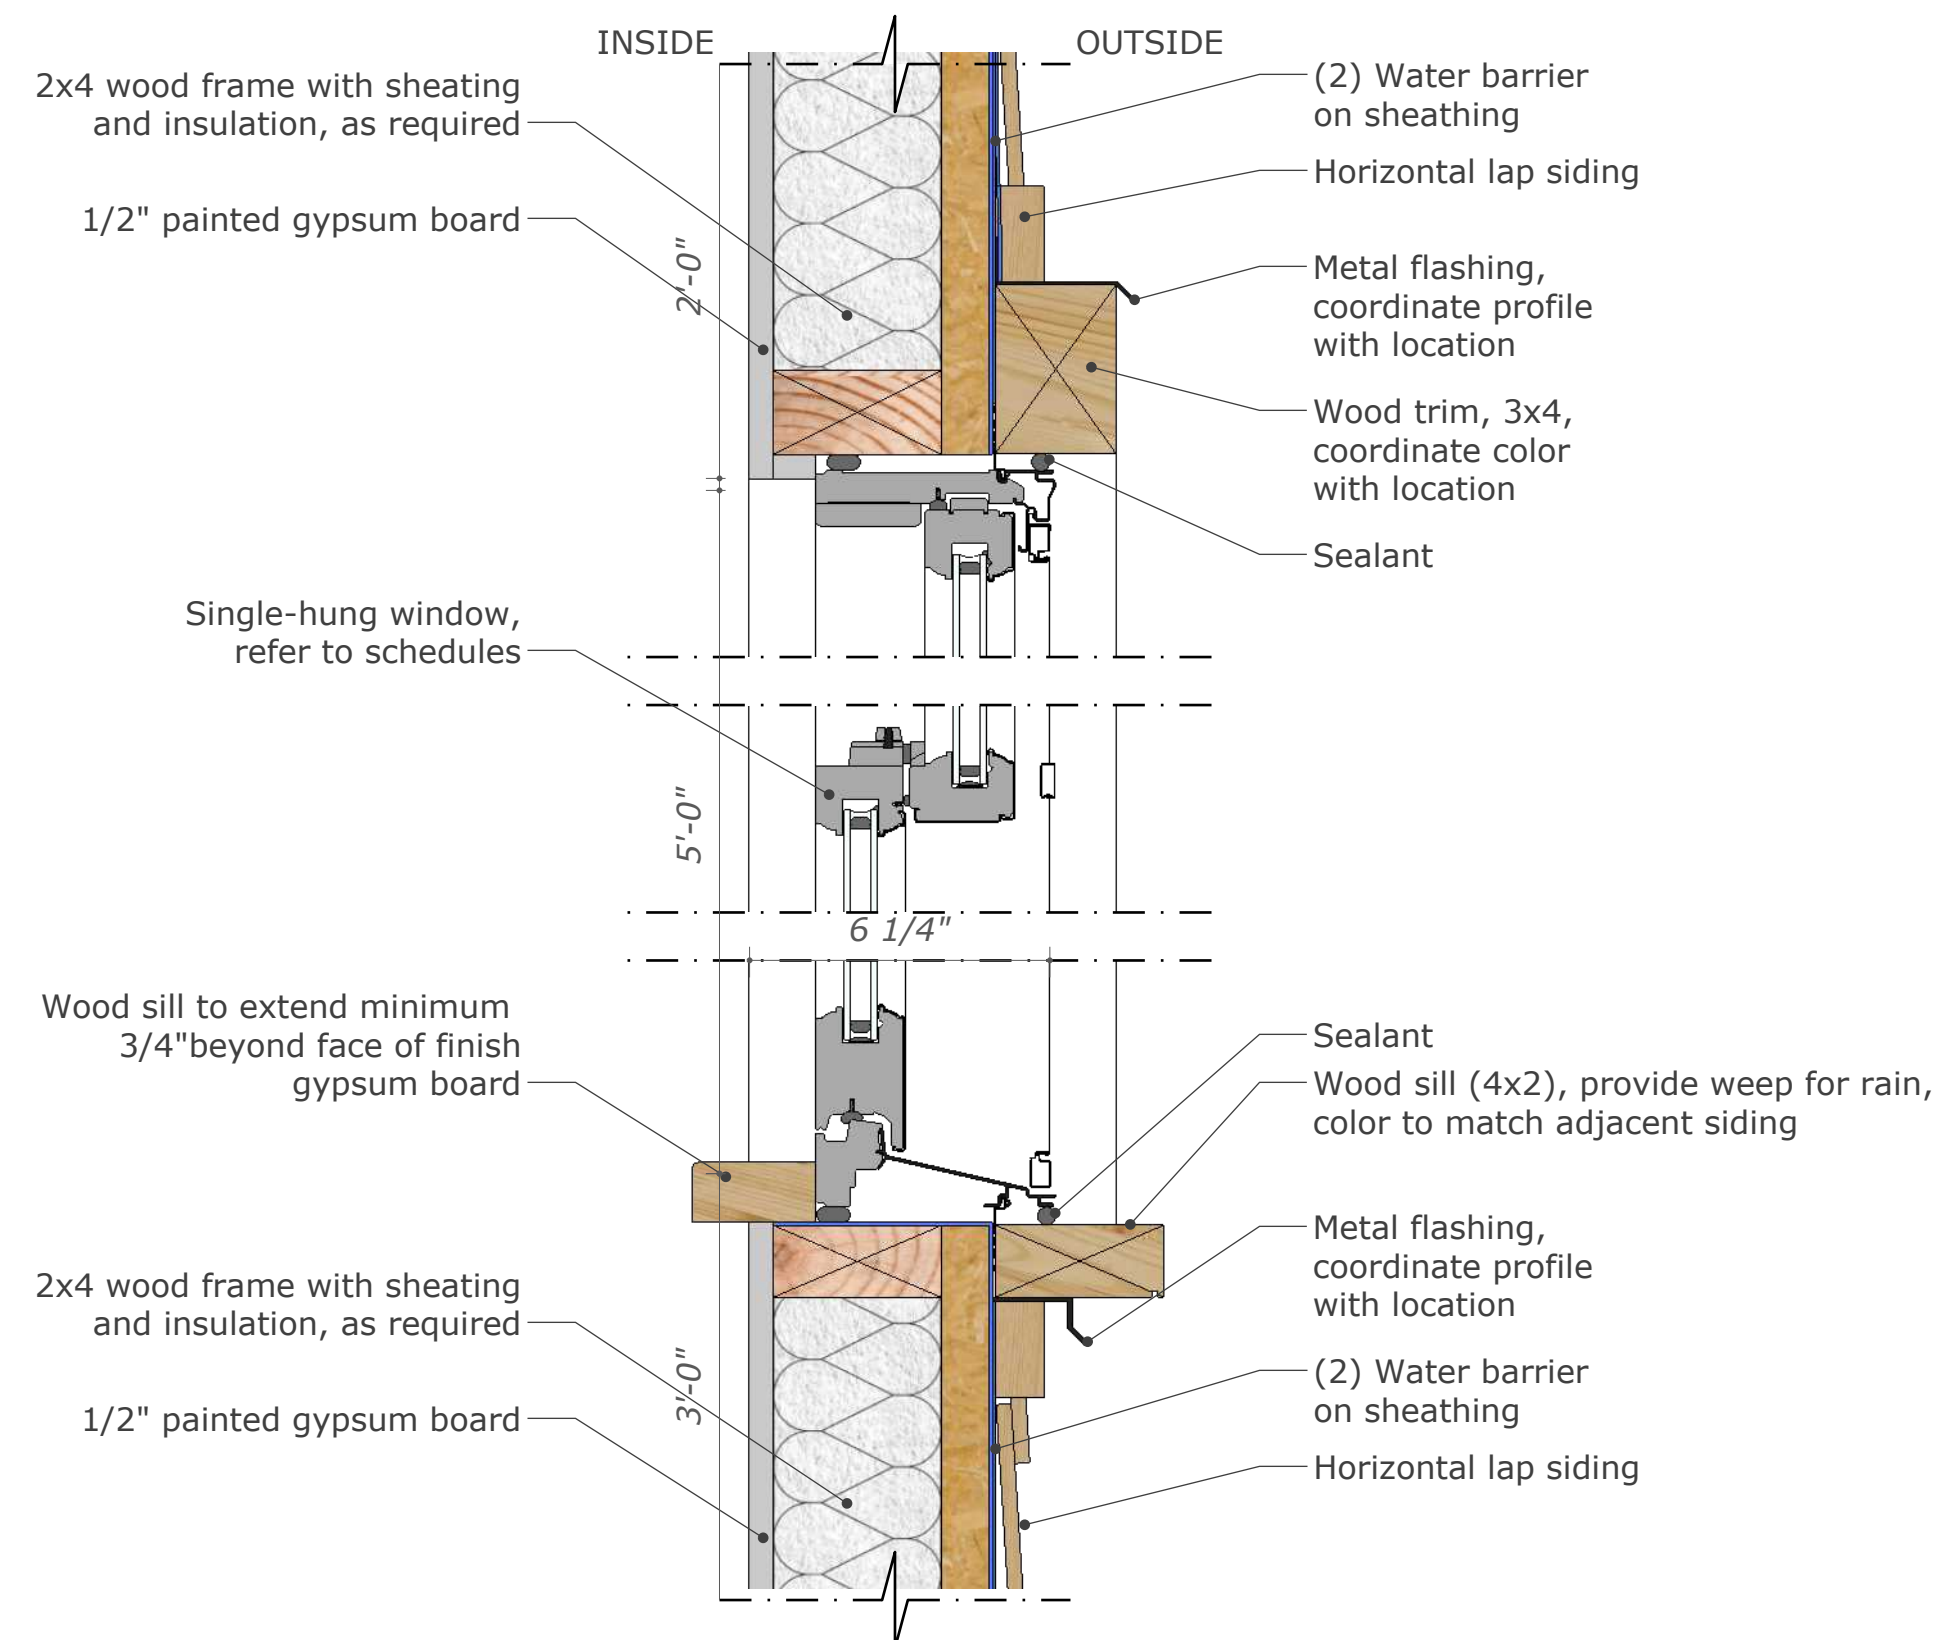 INSIDE
OUTSIDE
2x4 wood frame with sheating
and insulation, as required
1/2" painted gypsum board
2'-0"
(2) Water barrier
on sheathing
Horizontal lap siding
Metal flashing,
coordinate profile
with location
Wood trim, 3x4,
coordinate color
with location
Sealant
Single-hung window,
refer to schedules
5'-0"
6 1/4"
Wood sill to extend minimum
3/4"beyond face of finish
gypsum board
Sealant
Wood sill (4x2), provide weep for rain,
color to match adjacent siding
Metal flashing,
coordinate profile
with location
2x4 wood frame with sheating
and insulation, as required
1/2" painted gypsum board
3'-0"
(2) Water barrier
on sheathing
Horizontal lap siding